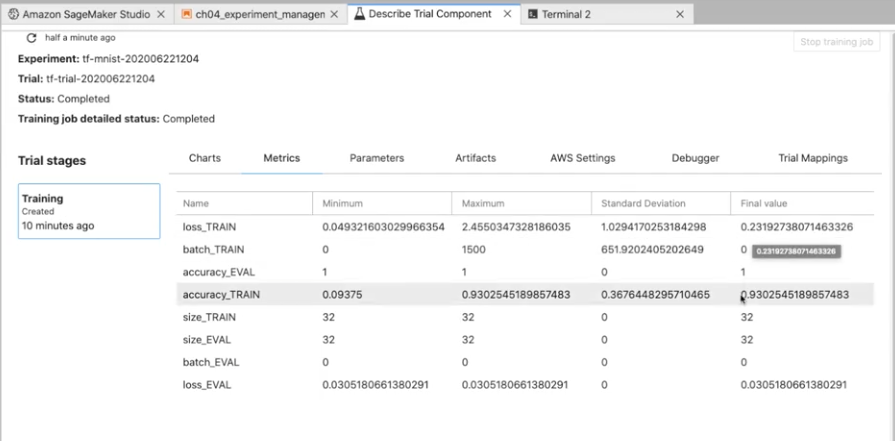 Amazon SageMaker Studio ch04_experiment_managen Describe Trial Component Terminal 2
half a minute ago Stop training job
Experiment: tf-mnist-202006221204
Trial: tf-trial-202006221204
Status: Completed
Training job detailed status: Completed
Trial stages Charts Metrics Parameters Artifacts AWS Settings Debugger Trial Mappings
Training
Created
10 minutes ago
Name Minimum Maximum Standard Deviation Final value
loss_TRAIN 0.049321603029966354 2.4550347328186035 1.0294170253184298 0.23192738071463326
batch_TRAIN 0 1500 651.9202405202649 0 0.23192738071463326
accuracy_EVAL 1 1 0 1
accuracy_TRAIN 0.09375 0.9302545189857483 0.3676448295710465 0.9302545189857483
size_TRAIN 32 32 0 32
size_EVAL 32 32 0 32
batch_EVAL 0 0 0 0
loss_EVAL 0.0305180661380291 0.0305180661380291 0 0.0305180661380291